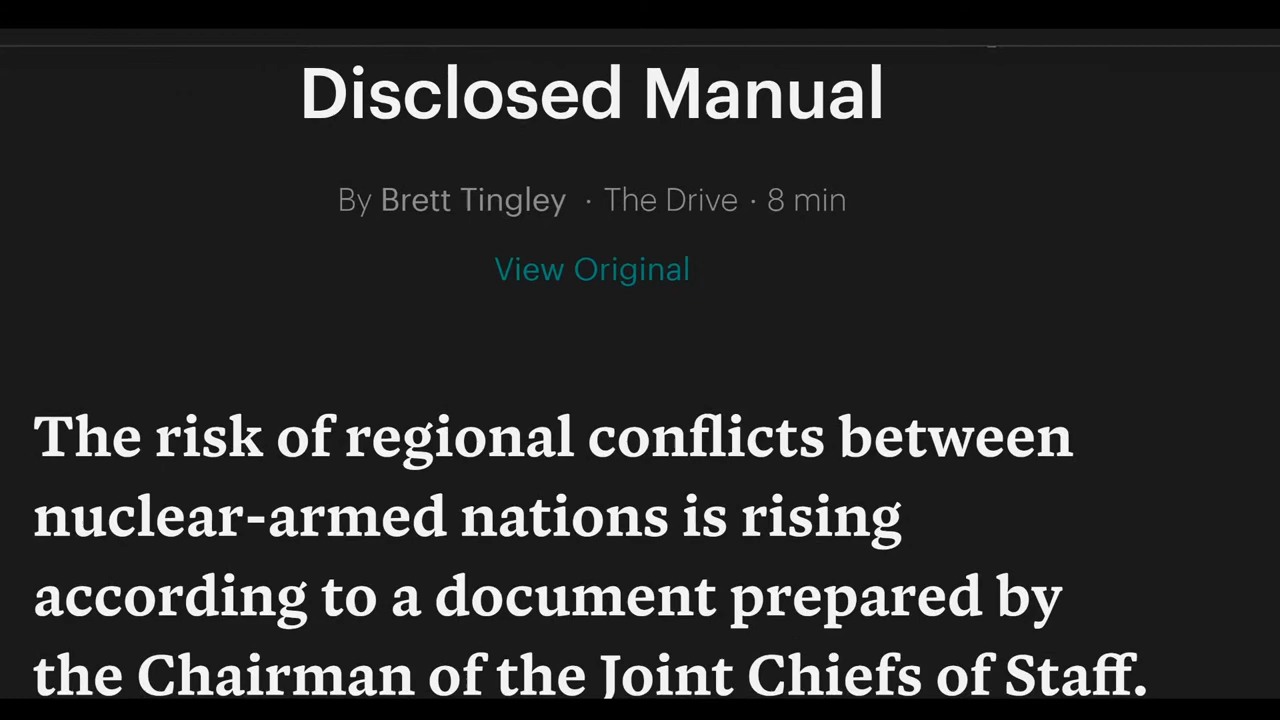 Disclosed Manual
By Brett Tingley · The Drive · 8 min
View Original
The risk of regional conflicts between
nuclear-armed nations is rising
according to a document prepared by
the Chairman of the Joint Chiefs of Staff.